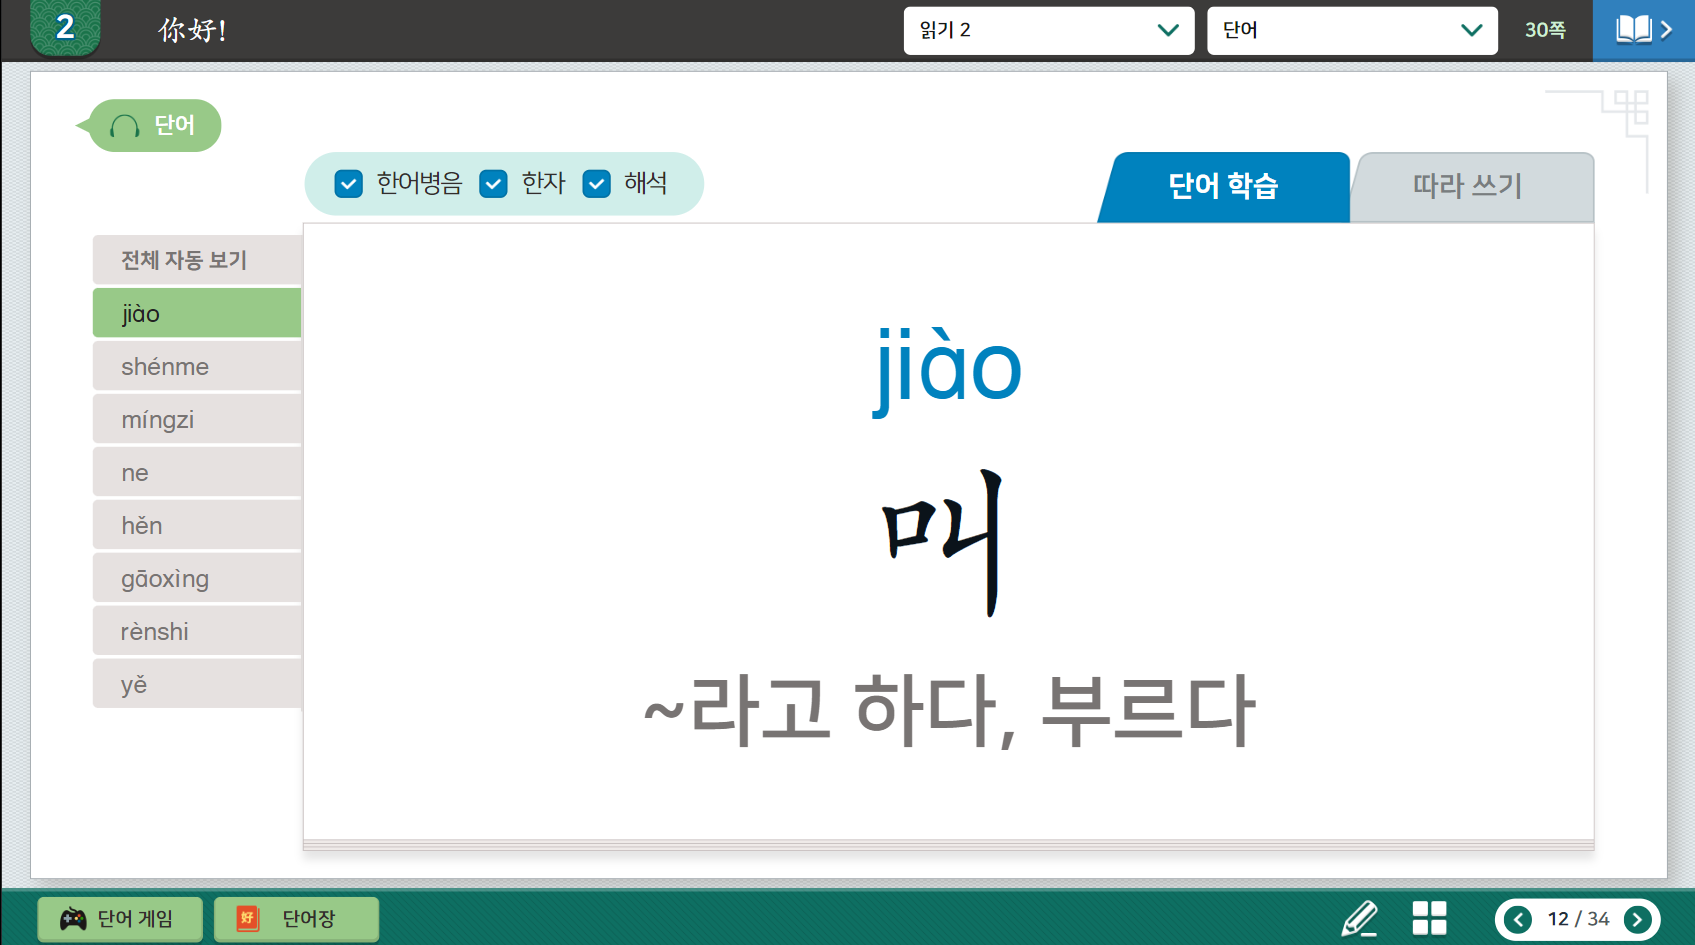 2
你好!
읽기 2
단어
30쪽
단어
한어병음
한자
해석
단어 학습
따라 쓰기
전체 자동 보기
jiào
shénme
míngzi
ne
hěn
gāoxìng
rènshi
yě
jiào
叫
~라고 하다, 부르다
단어 게임
好
단어장
12 / 34